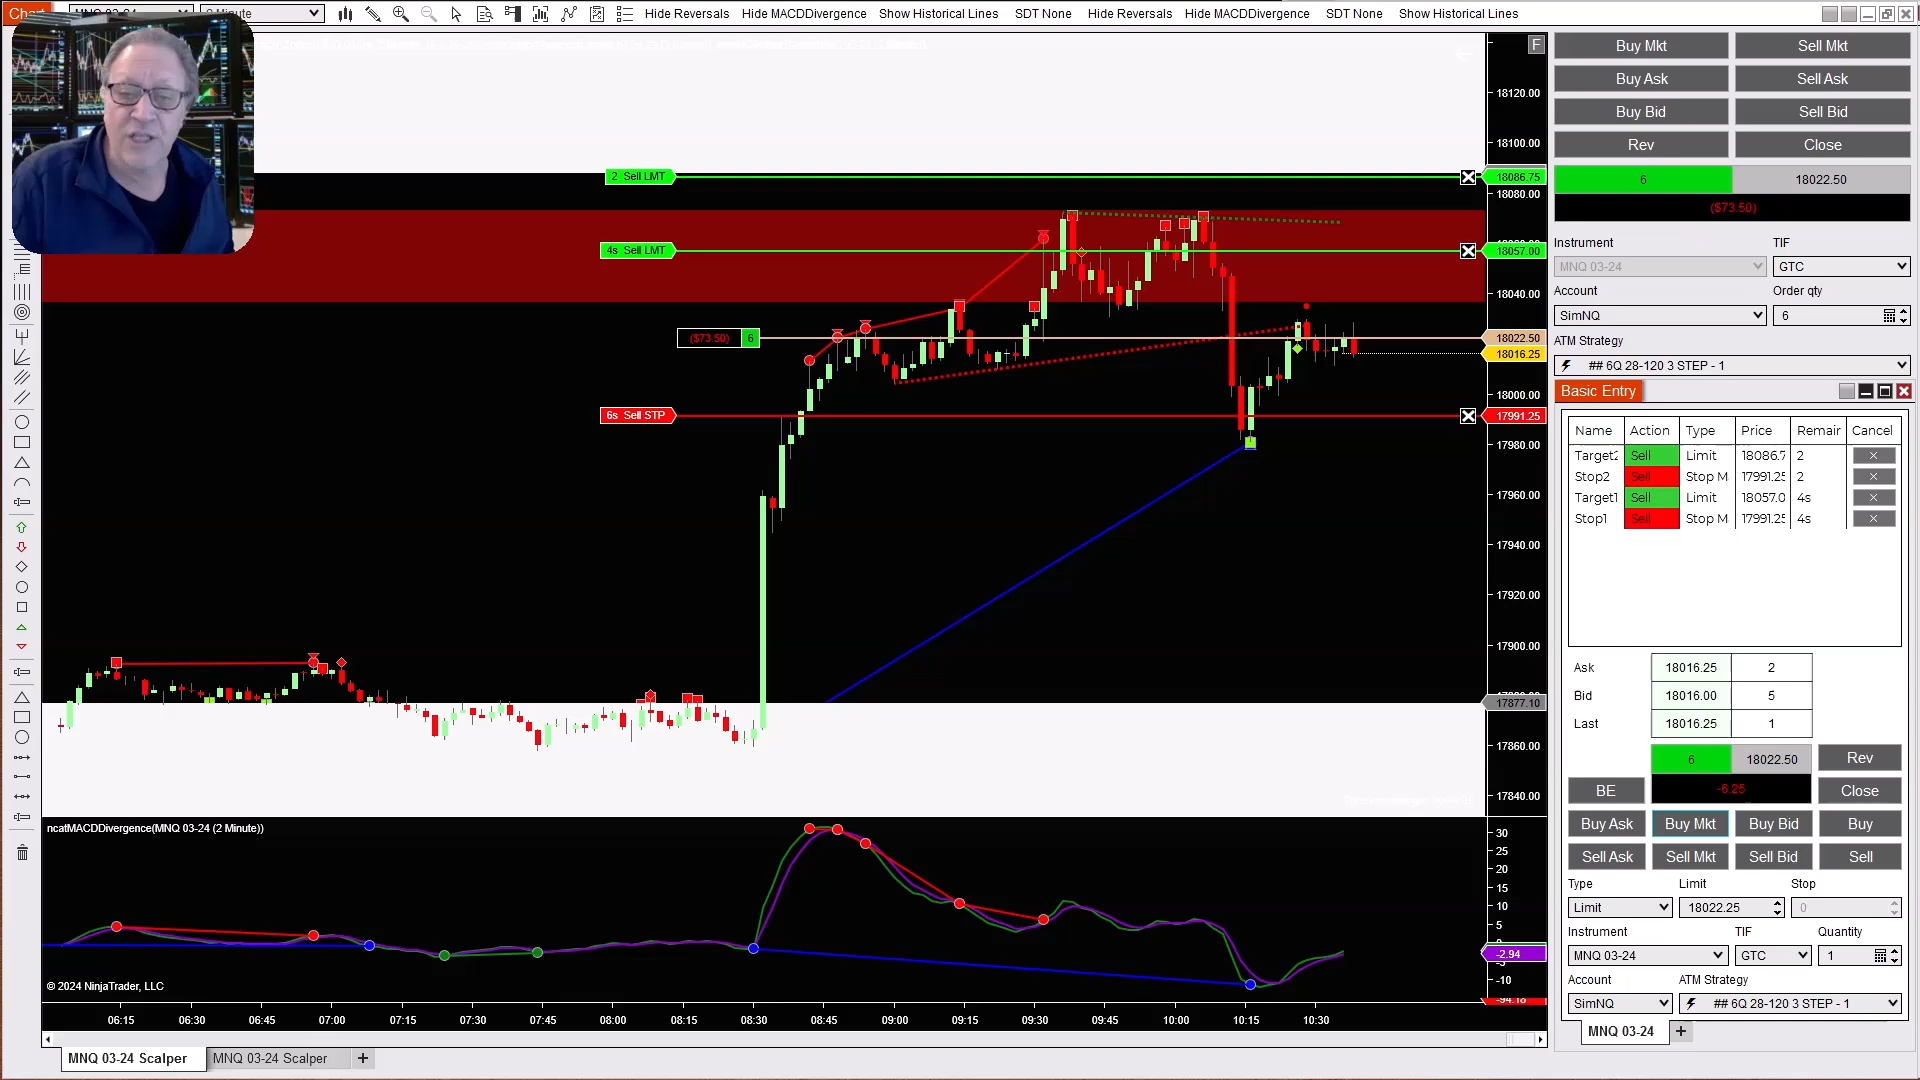 Chart
2 Minute
Hide Reversals Hide MACDDivergence Show Historical Lines SDT None Hide Reversals Hide MACDDivergence SDT None Show Historical Lines
F
18120.00
18100.00
2 Sell LMT
18086.75
18080.00
4s Sell LMT
18057.00
18040.00
($73.50) 6
18022.50
18016.25
18000.00
6s Sell STP
17991.25
17980.00
17960.00
17940.00
17920.00
17900.00
17877.10
17860.00
17840.00
ncatMACDDivergence(MNQ 03-24 (2 Minute))
30
25
20
15
10
5
-2.94
-10
-94.18
© 2024 NinjaTrader, LLC
06:15 06:30 06:45 07:00 07:15 07:30 07:45 08:00 08:15 08:30 08:45 09:00 09:15 09:30 09:45 10:00 10:15 10:30
MNQ 03-24 Scalper MNQ 03-24 Scalper +
Buy Mkt Sell Mkt
Buy Ask Sell Ask
Buy Bid Sell Bid
Rev Close
6 18022.50
($73.50)
Instrument TIF
MNQ 03-24 GTC
Account Order qty
SimNQ 6
ATM Strategy
## 6Q 28-120 3 STEP - 1
Basic Entry
Name Action Type Price Remair Cancel
Target2 Sell Limit 18086.7 2
Stop2 Sell Stop M 17991.25 2
Target1 Sell Limit 18057.0 4s
Stop1 Sell Stop M 17991.25 4s
Ask 18016.25 2
Bid 18016.00 5
Last 18016.25 1
6 18022.50 Rev
BE -6.25 Close
Buy Ask Buy Mkt Buy Bid Buy
Sell Ask Sell Mkt Sell Bid Sell
Type Limit Stop
Limit 18022.25 0
Instrument TIF Quantity
MNQ 03-24 GTC 1
Account ATM Strategy
SimNQ ## 6Q 28-120 3 STEP - 1
MNQ 03-24 +